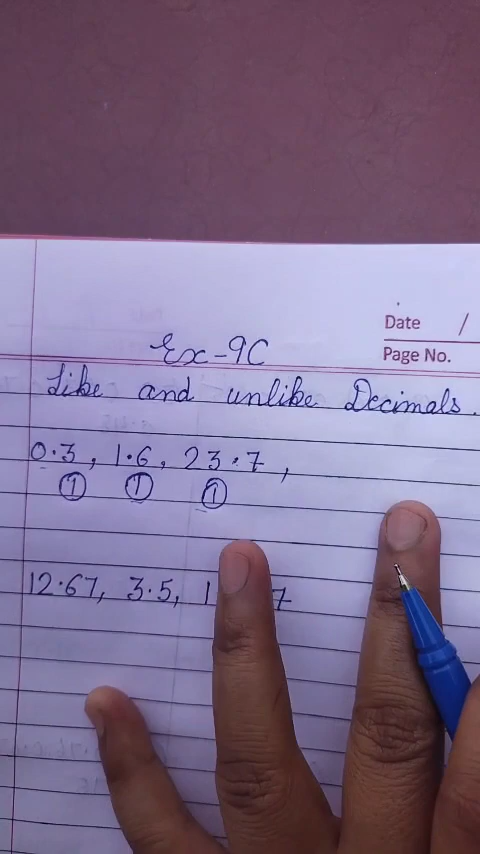 Date /
Ex-9C
Page No.
Like and unlike Decimals.
0.3, 1.6, 23.7,
1 1 1
12.67, 3.5,